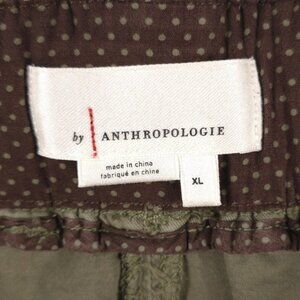 by ANTHROPOLOGIE
made in china
fabriqué en chine
XL